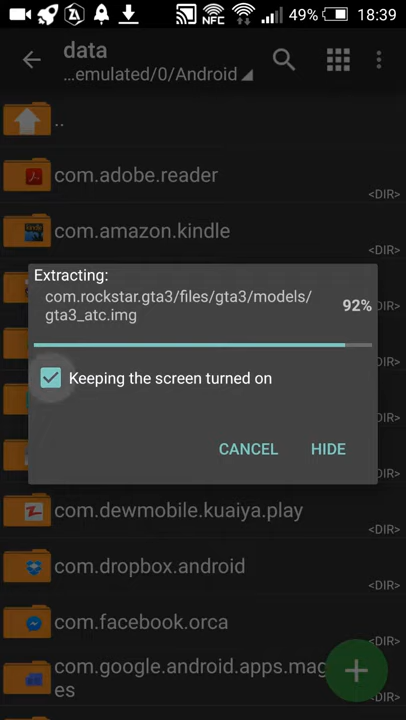 NFC 49% 18:39
data
...emulated/0/Android
..
com.adobe.reader
<DIR>
com.amazon.kindle
<DIR>
Extracting:
com.rockstar.gta3/files/gta3/models/
gta3_atc.img
92%
Keeping the screen turned on
CANCEL HIDE
com.dewmobile.kuaiya.play
<DIR>
com.dropbox.android
<DIR>
com.facebook.orca
<DIR>
com.google.android.apps.mag
es